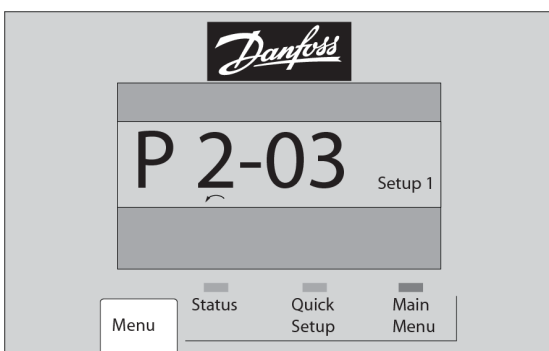 Danfoss
P 2-03
Setup 1
Status
Quick Setup
Main Menu
Menu